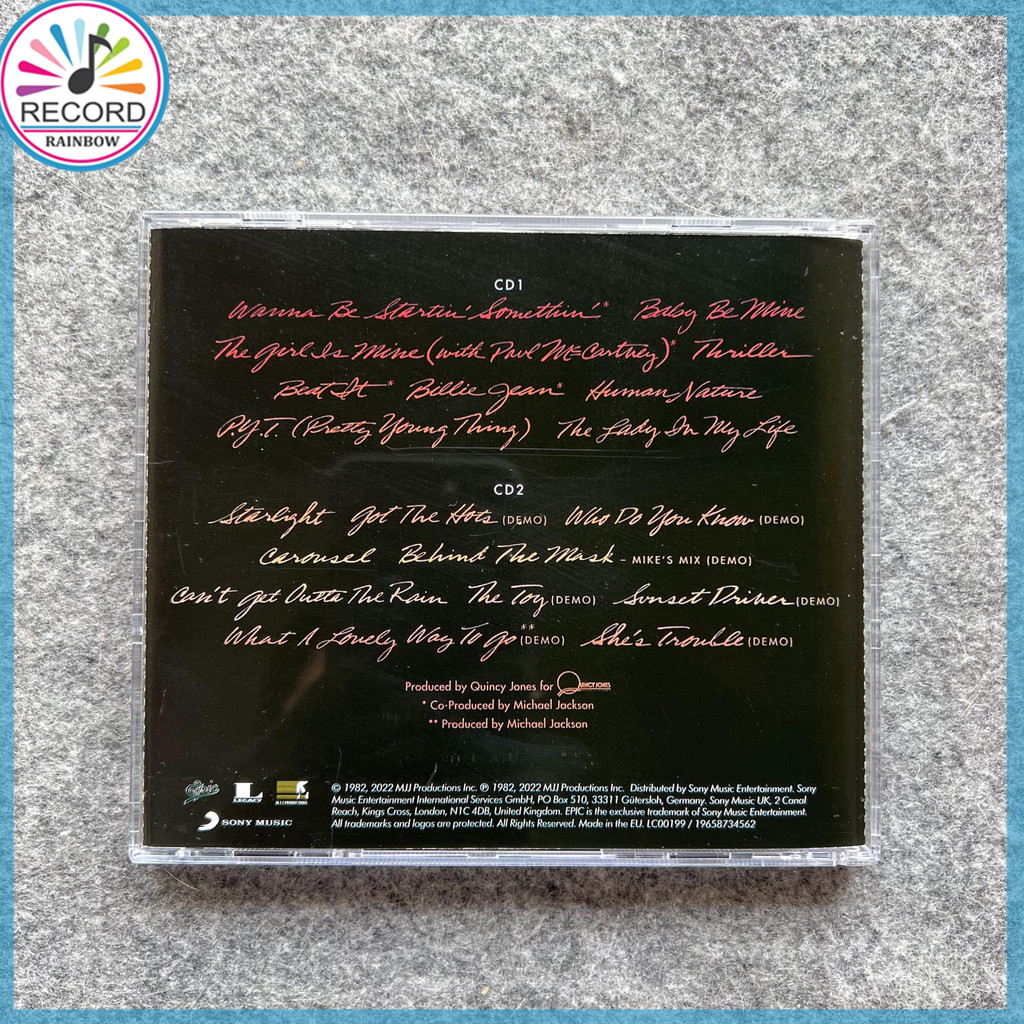 RECORD
RAINBOW
CD1
Wanna Be Startin' Somethin'* Baby Be Mine
The Girl Is Mine (with Paul McCartney)* Thriller
Beat It* Billie Jean* Human Nature
P.Y.T. (Pretty Young Thing) The Lady In My Life
CD2
Starlight Got The Hots (DEMO) Who Do You Know (DEMO)
Carousel Behind The Mask – MIKE'S MIX (DEMO)
Can't Get Outta The Rain The Toy (DEMO) Sunset Driver (DEMO)
What A Lovely Way To Go** (DEMO) She's Trouble (DEMO)
Produced by Quincy Jones for QUINCY JONES
* Co-Produced by Michael Jackson
** Produced by Michael Jackson
Epic LEGACY MJJ PRODUCTIONS
SONY MUSIC
© 1982, 2022 MJJ Productions Inc. ℗ 1982, 2022 MJJ Productions Inc. Distributed by Sony Music Entertainment. Sony
Music Entertainment International Services GmbH, PO Box 510, 33311 Gütersloh, Germany. Sony Music UK, 2 Canal
Reach, Kings Cross, London, N1C 4DB, United Kingdom. EPIC is the exclusive trademark of Sony Music Entertainment.
All trademarks and logos are protected. All Rights Reserved. Made in the EU. LC00199 / 19658734562